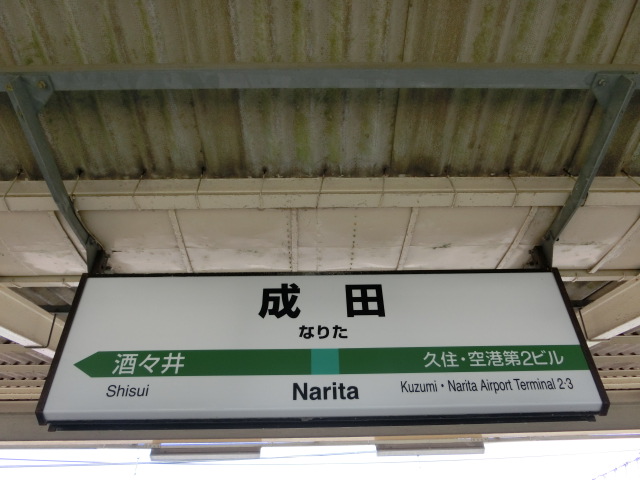 成田
なりた
酒々井
久住・空港第2ビル
Shisui
Narita
Kuzumi・Narita Airport Terminal 2·3